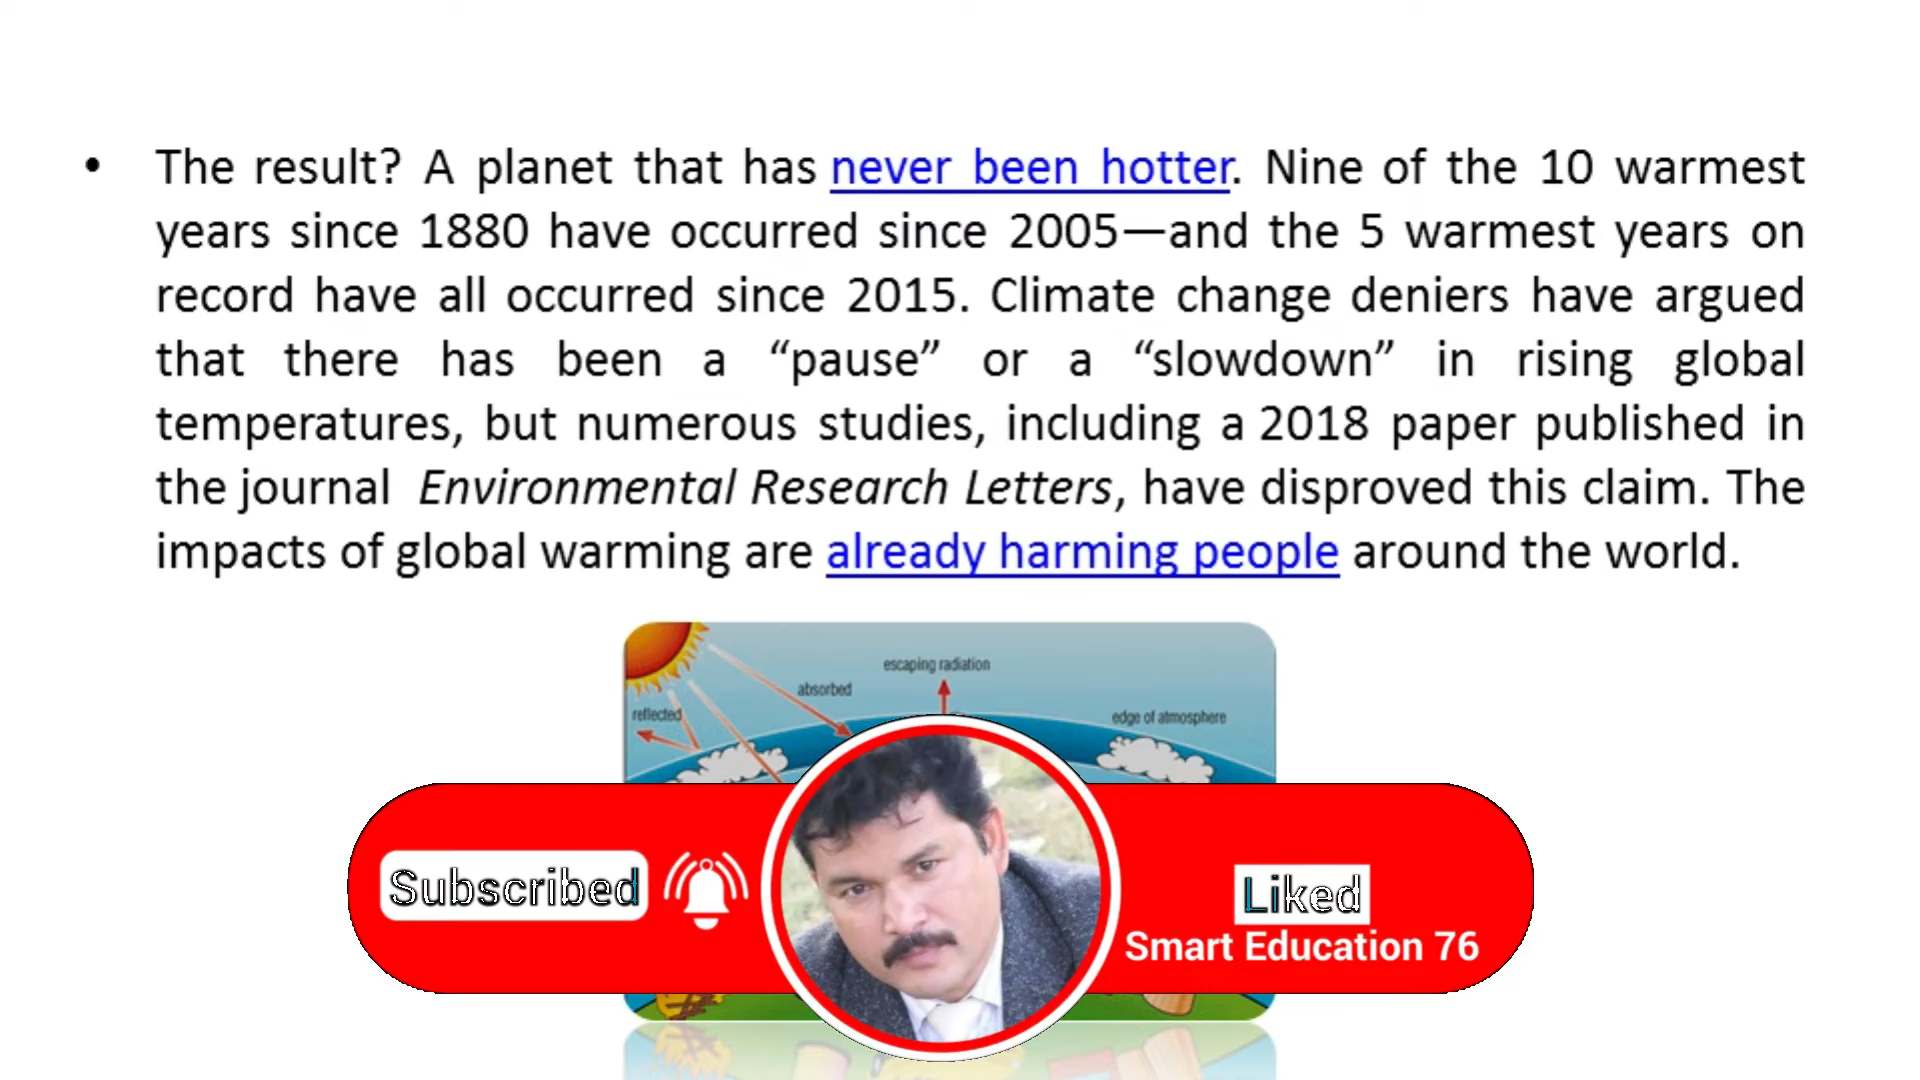 • The result? A planet that has never been hotter. Nine of the 10 warmest
years since 1880 have occurred since 2005—and the 5 warmest years on
record have all occurred since 2015. Climate change deniers have argued
that there has been a “pause” or a “slowdown” in rising global
temperatures, but numerous studies, including a 2018 paper published in
the journal Environmental Research Letters, have disproved this claim. The
impacts of global warming are already harming people around the world.
escaping radiation
absorbed
reflected
edge of atmosphere
Subscribed
Liked
Smart Education 76